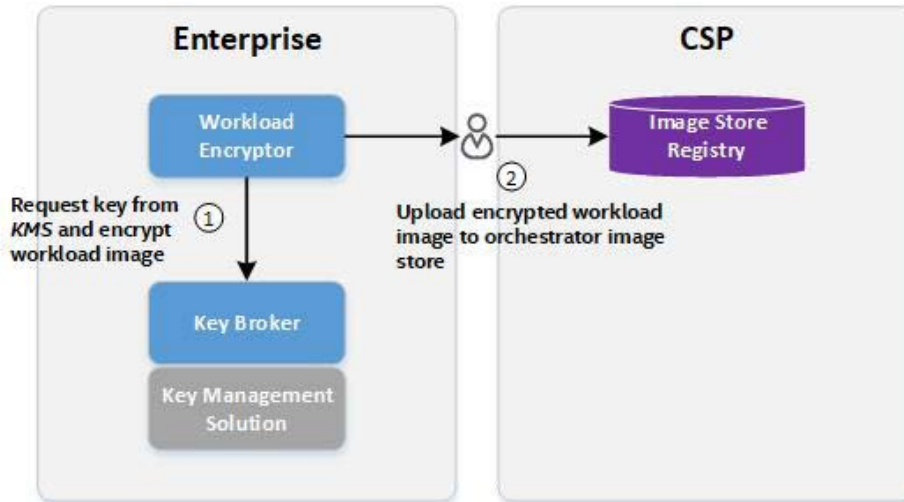 Enterprise
CSP
Workload
Encryptor
Image Store
Registry
Request key from
KMS and encrypt
workload image
1
2
Upload encrypted workload
image to orchestrator image
store
Key Broker
Key Management
Solution